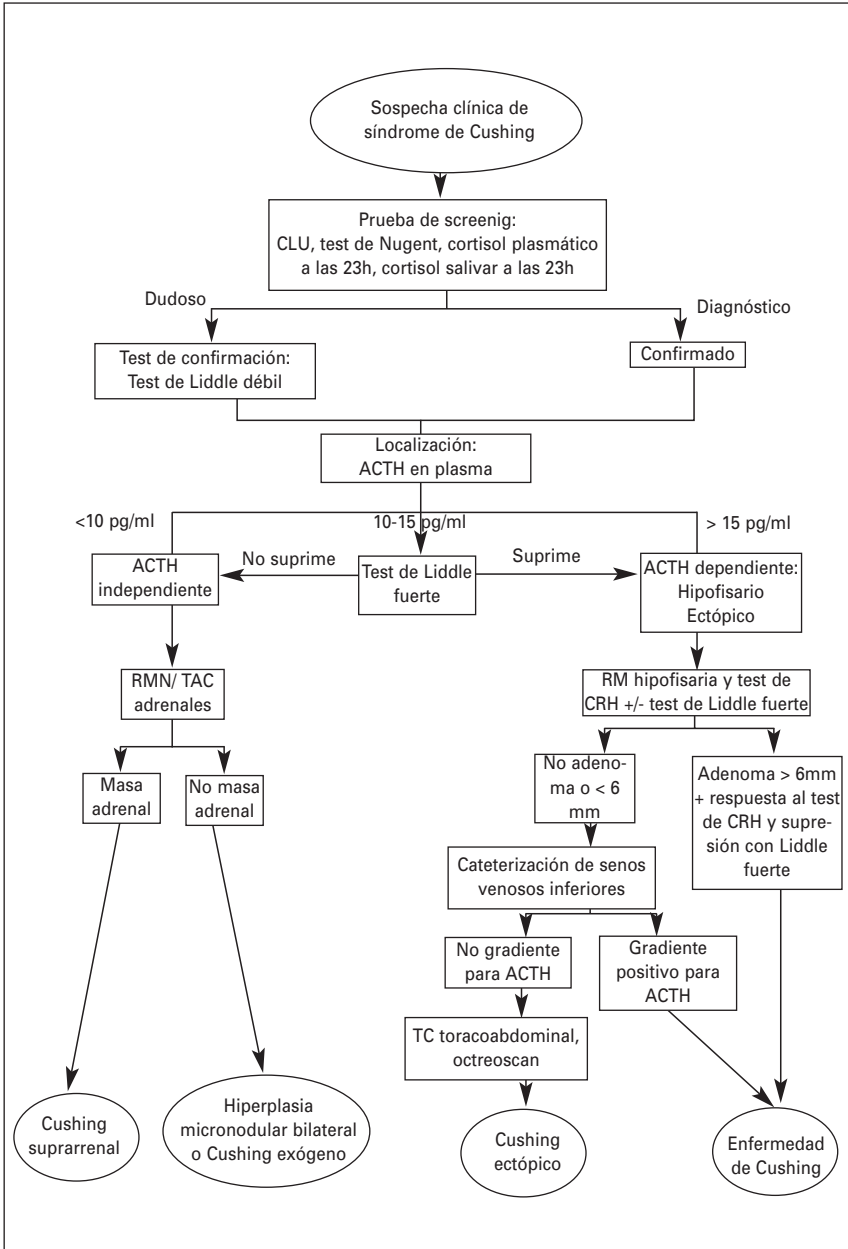 Sospecha clínica de
síndrome de Cushing
Prueba de screenig:
CLU, test de Nugent, cortisol plasmático
a las 23h, cortisol salivar a las 23h
Dudoso
Diagnóstico
Test de confirmación:
Test de Liddle débil
Confirmado
Localización:
ACTH en plasma
<10 pg/ml
10-15 pg/ml
> 15 pg/ml
ACTH
independiente
No suprime
Test de Liddle
fuerte
Suprime
ACTH dependiente:
Hipofisario
Ectópico
RMN/ TAC
adrenales
RM hipofisaria y test de
CRH +/- test de Liddle fuerte
Masa
adrenal
No masa
adrenal
No adeno-
ma o < 6
mm
Adenoma > 6mm
+ respuesta al test
de CRH y supre-
sión con Liddle
fuerte
Cateterización de senos
venosos inferiores
No gradiente
para ACTH
Gradiente
positivo para
ACTH
TC toracoabdominal,
octreoscan
Cushing
suprarrenal
Hiperplasia
micronodular bilateral
o Cushing exógeno
Cushing
ectópico
Enfermedad
de Cushing